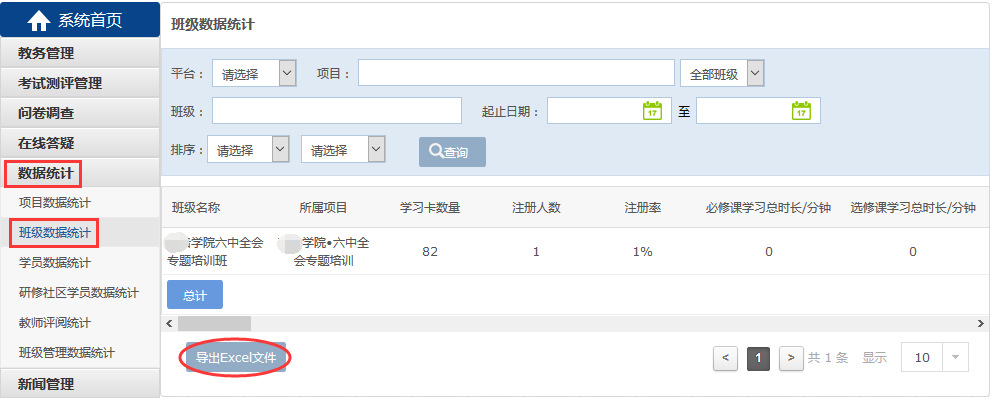 系统首页
教务管理
考试测评管理
问卷调查
在线答疑
数据统计
项目数据统计
班级数据统计
学员数据统计
研修社区学员数据统计
教师评阅统计
班级管理数据统计
新闻管理
班级数据统计
平台： 请选择 项目： 全部班级
班级： 起止日期： 17 至 17
排序： 请选择 请选择 查询
班级名称 所属项目 学习卡数量 注册人数 注册率 必修课学习总时长/分钟 选修课学习总时长/分钟
学院六中全会 学院•六中全
专题培训班 会专题培训 82 1 1% 0 0
总计
导出Excel文件 < 1 > 共 1 条 显示 10